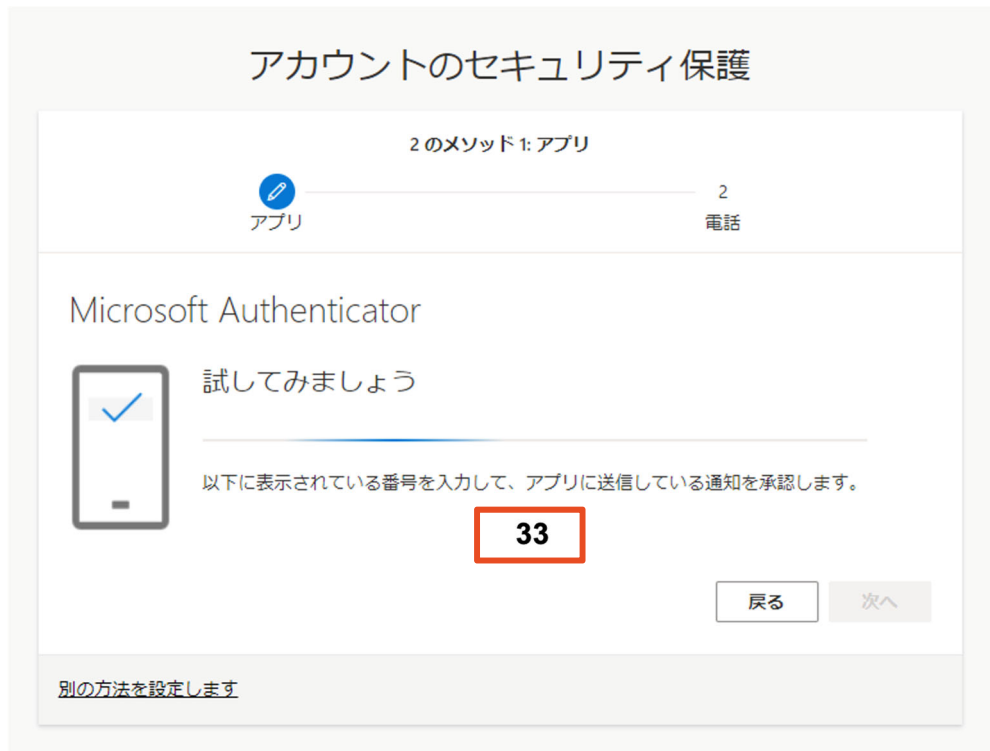 アカウントのセキュリティ保護
2 のメソッド 1: アプリ
2
アプリ
電話
Microsoft Authenticator
試してみましょう
以下に表示されている番号を入力して、アプリに送信している通知を承認します。
33
戻る
次へ
別の方法を設定します